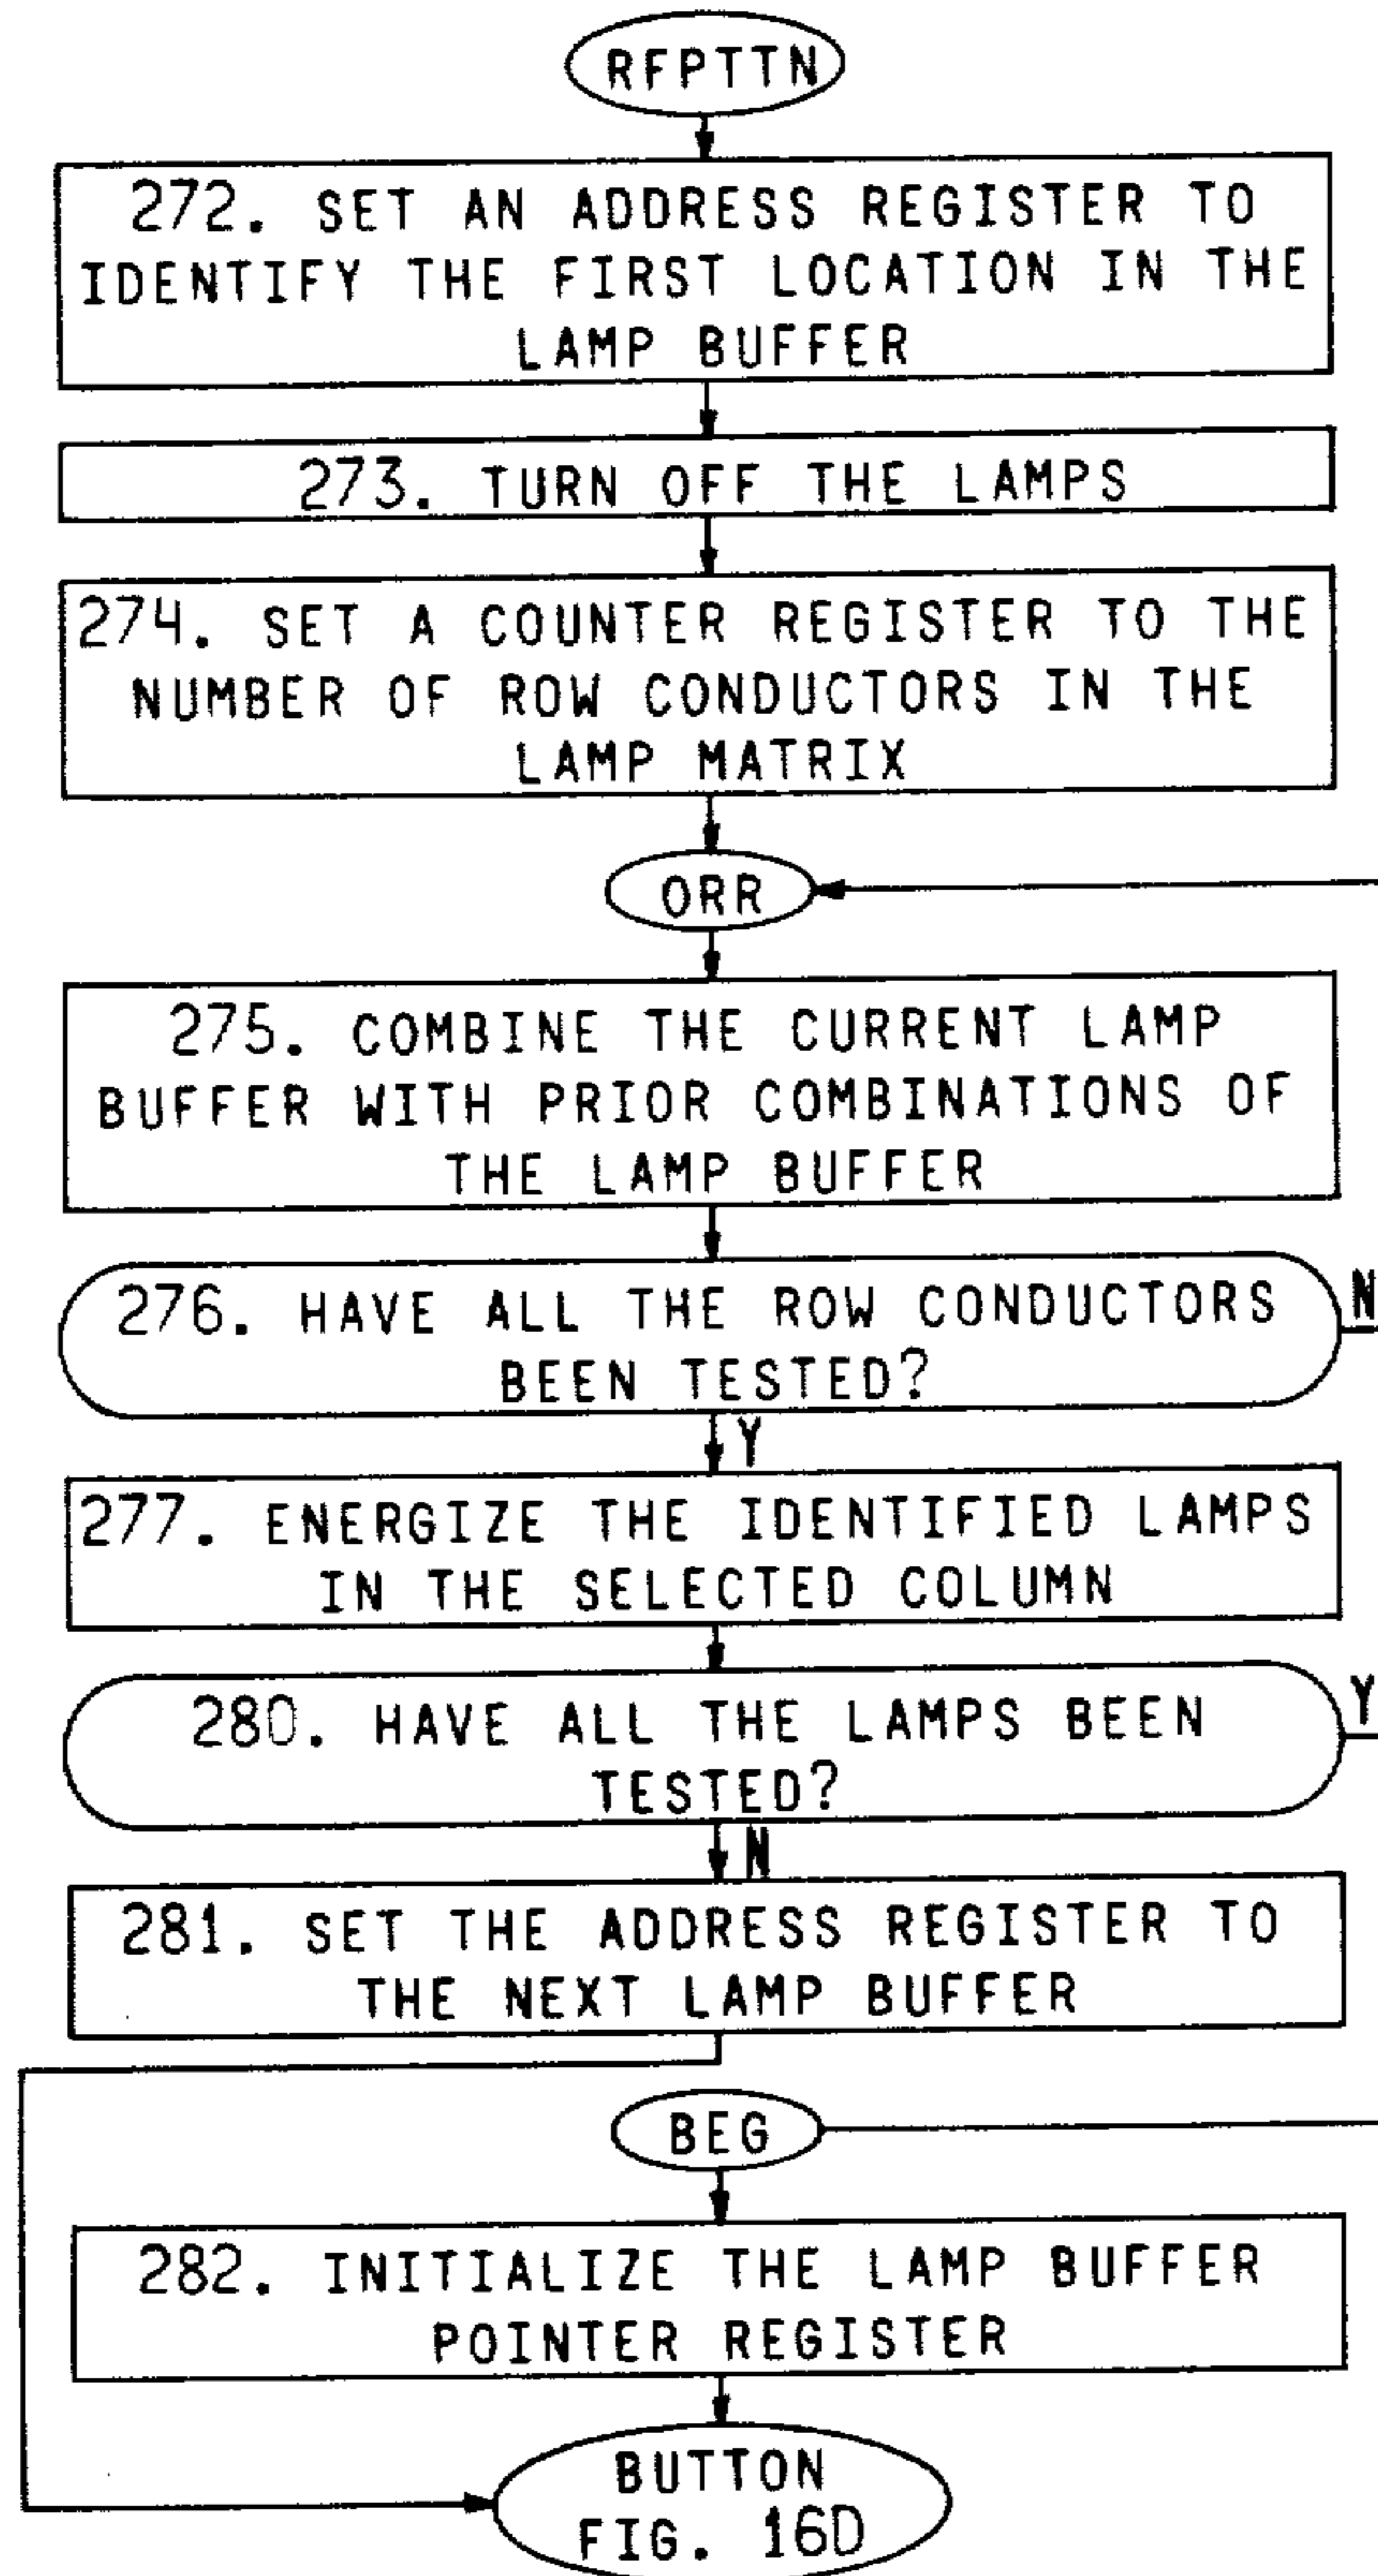 RFPTTN
272. SET AN ADDRESS REGISTER TO
IDENTIFY THE FIRST LOCATION IN THE
LAMP BUFFER
273. TURN OFF THE LAMPS
274. SET A COUNTER REGISTER TO THE
NUMBER OF ROW CONDUCTORS IN THE
LAMP MATRIX
ORR
275. COMBINE THE CURRENT LAMP
BUFFER WITH PRIOR COMBINATIONS OF
THE LAMP BUFFER
276. HAVE ALL THE ROW CONDUCTORS
BEEN TESTED?
N
Y
277. ENERGIZE THE IDENTIFIED LAMPS
IN THE SELECTED COLUMN
280. HAVE ALL THE LAMPS BEEN
TESTED?
Y
N
281. SET THE ADDRESS REGISTER TO
THE NEXT LAMP BUFFER
BEG
282. INITIALIZE THE LAMP BUFFER
POINTER REGISTER
BUTTON
FIG. 16D